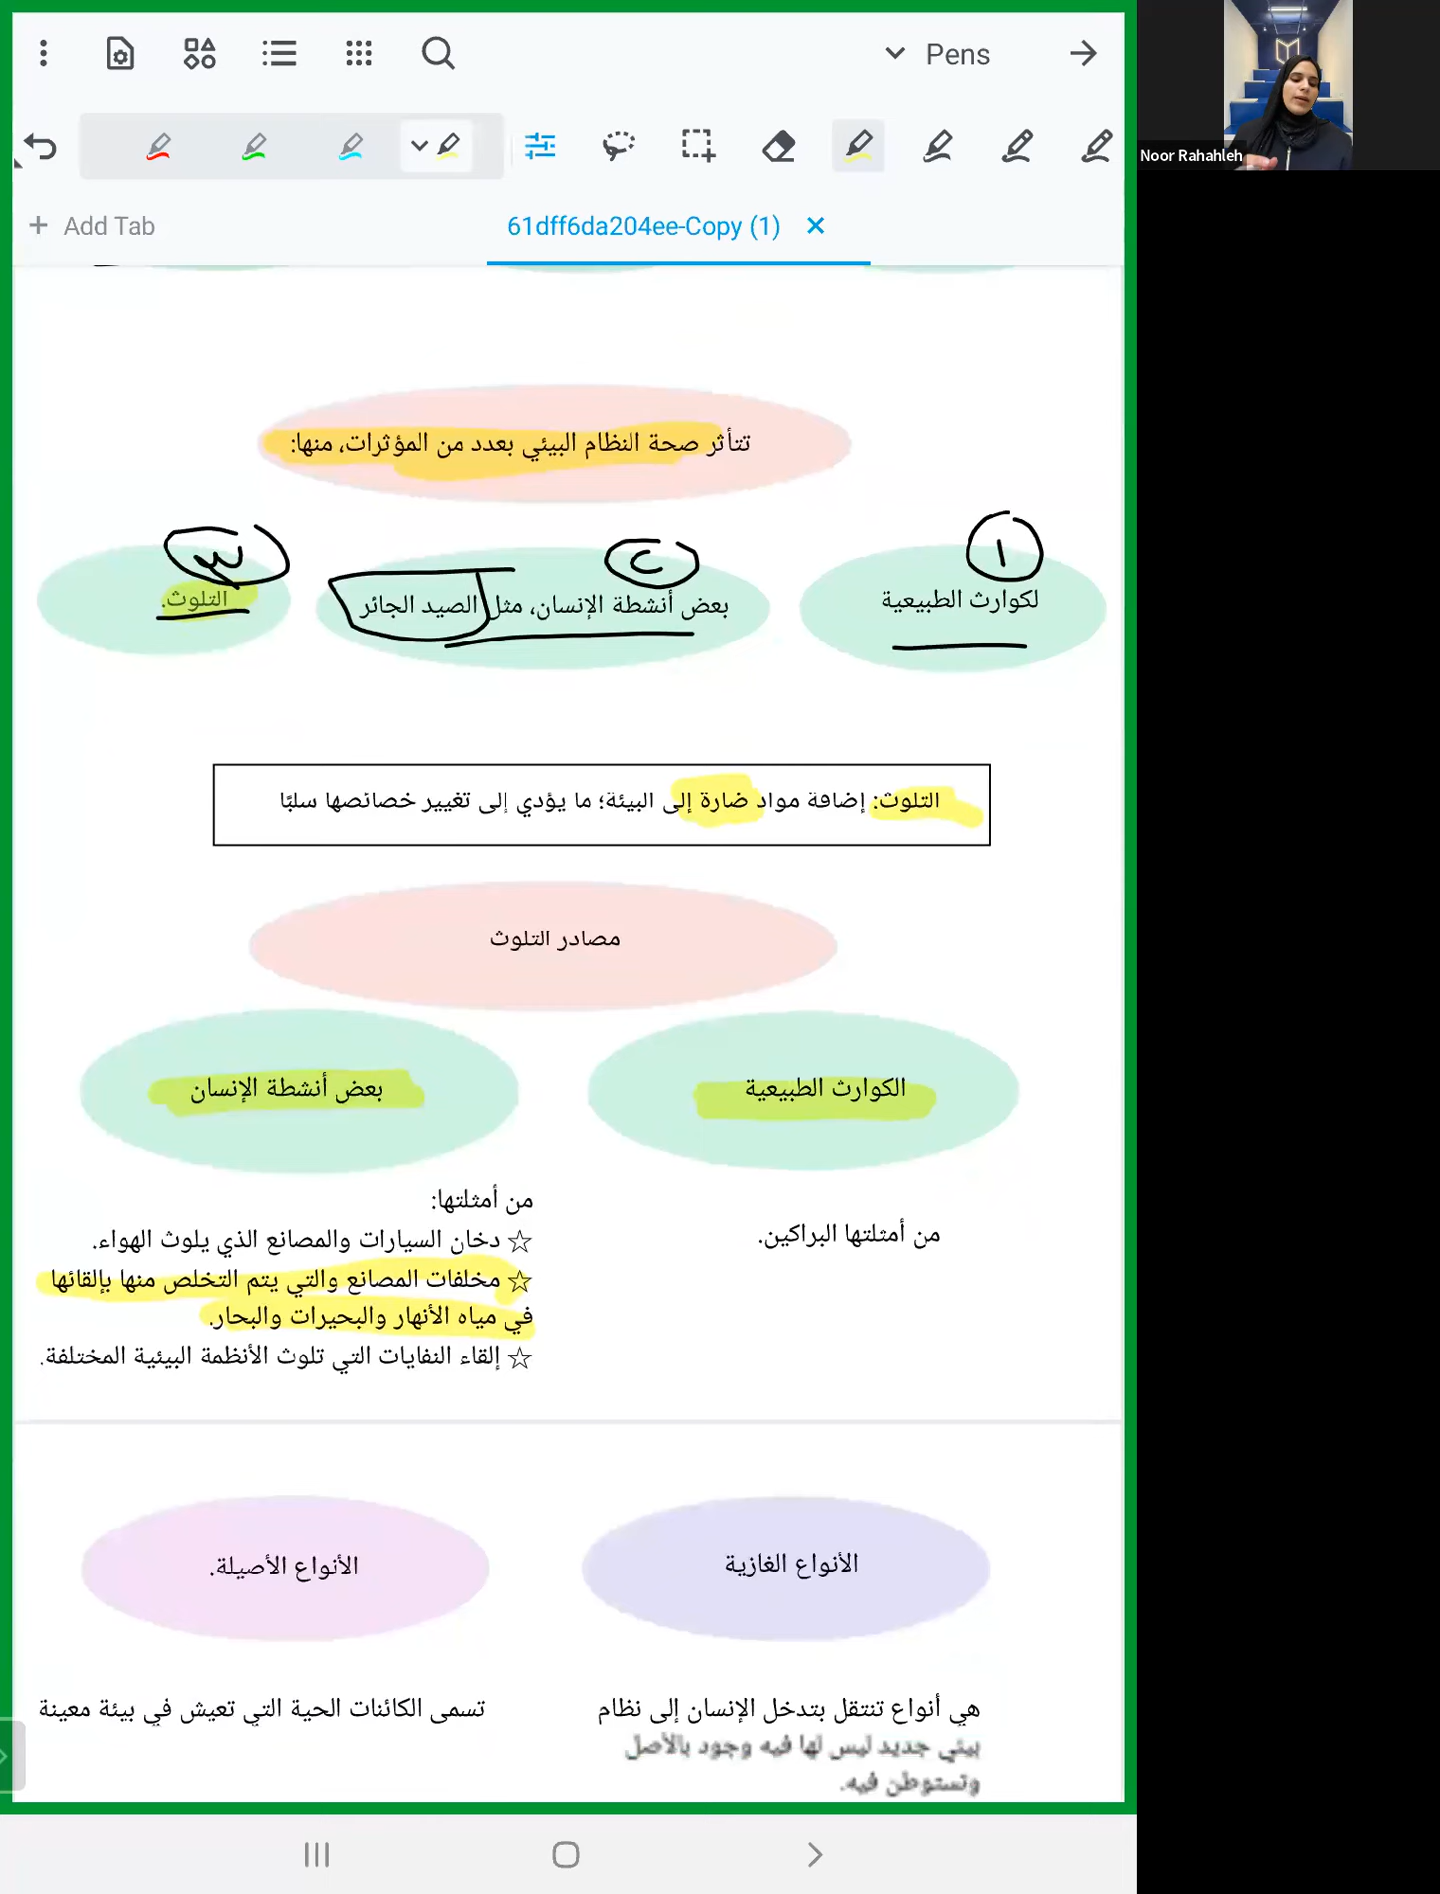 Pens
Noor Rahahleh
Add Tab
61dff6da204ee-Copy (1)
تتأثر صحة النظام البيئي بعدد من المؤثرات، منها:
١
٢
٣
لكوارث الطبيعية
بعض أنشطة الإنسان، مثل الصيد الجائر
التلوث.
التلوث: إضافة مواد ضارة إلى البيئة؛ ما يؤدي إلى تغيير خصائصها سلبًا
مصادر التلوث
الكوارث الطبيعية
بعض أنشطة الإنسان
من أمثلتها البراكين.
من أمثلتها:
☆ دخان السيارات والمصانع الذي يلوث الهواء.
☆ مخلفات المصانع والتي يتم التخلص منها بإلقائها
في مياه الأنهار والبحيرات والبحار.
☆ إلقاء النفايات التي تلوث الأنظمة البيئية المختلفة.
الأنواع الغازية
الأنواع الأصيلة.
هي أنواع تنتقل بتدخل الإنسان إلى نظام
بيئي جديد ليس لها فيه وجود بالأصل
وتستوطن فيه.
تسمى الكائنات الحية التي تعيش في بيئة معينة